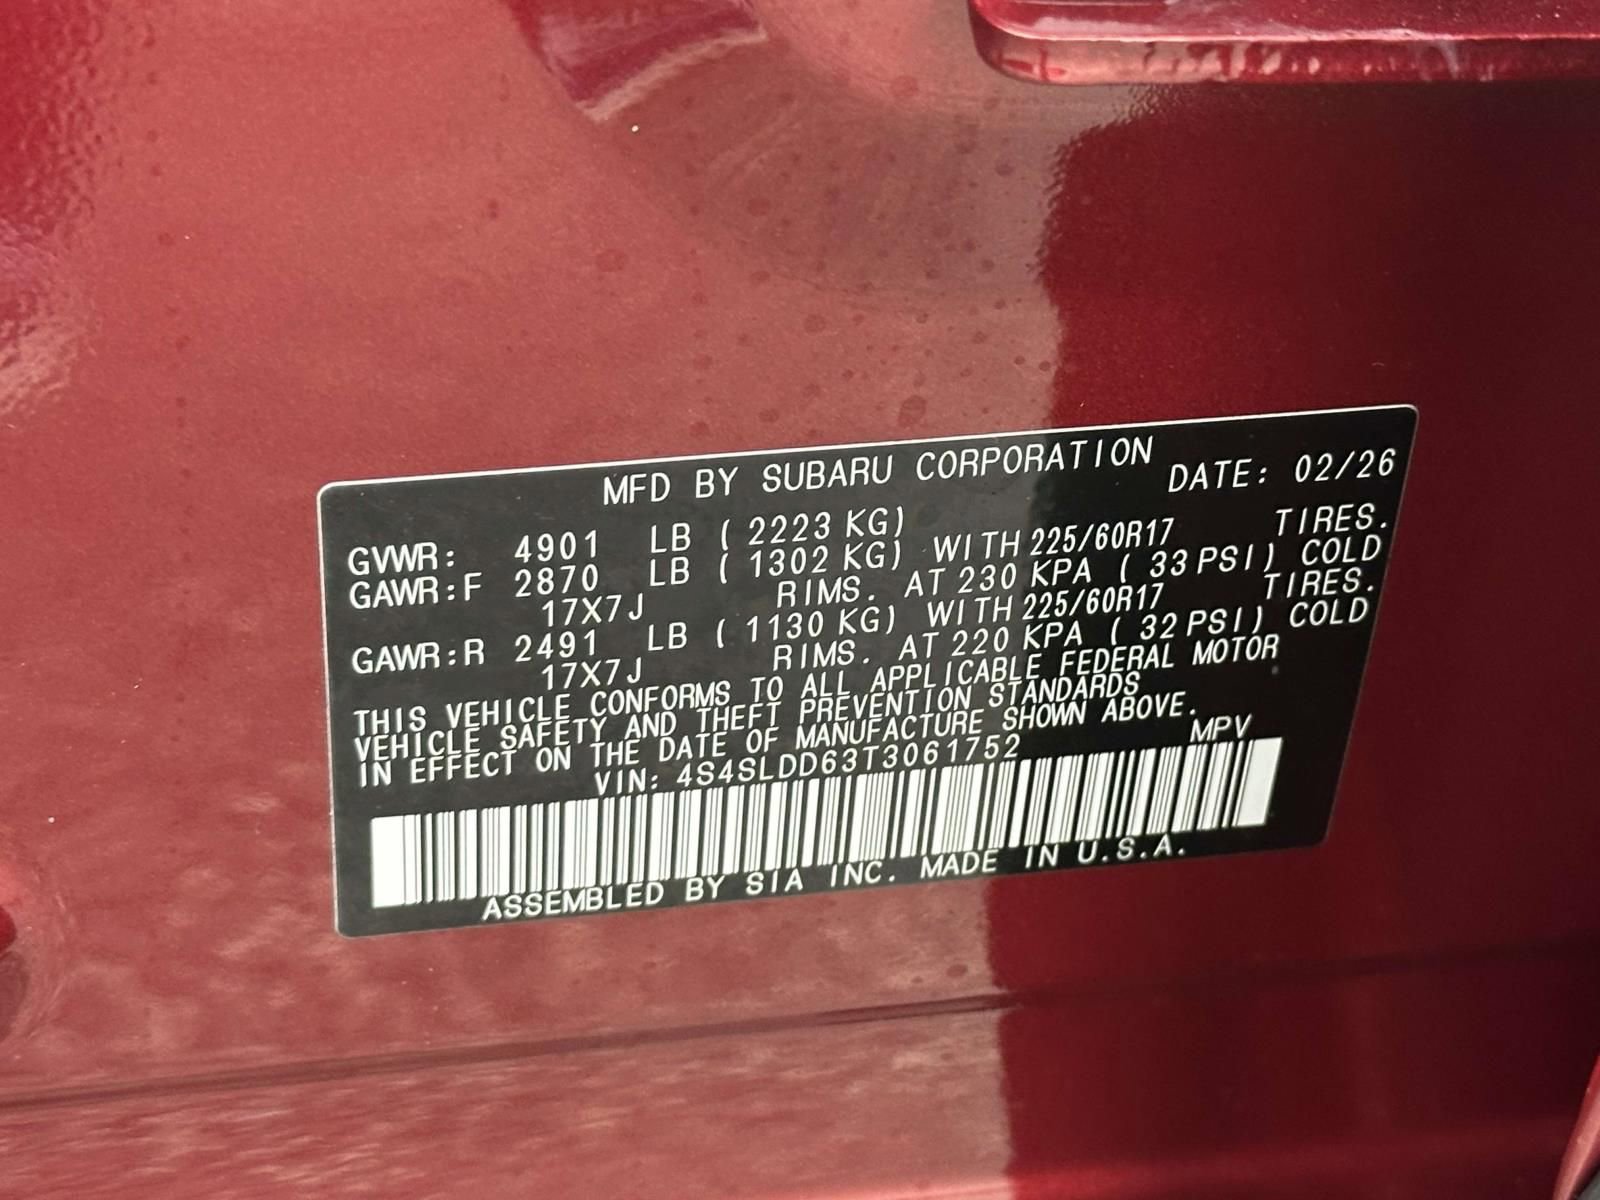 MFD BY SUBARU CORPORATION DATE: 02/26
GVWR: 4901 LB ( 2223 KG)
GAWR:F 2870 LB ( 1302 KG) WITH 225/60R17 TIRES.
17X7J RIMS. AT 230 KPA ( 33 PSI) COLD
GAWR:R 2491 LB ( 1130 KG) WITH 225/60R17 TIRES.
17X7J RIMS. AT 220 KPA ( 32 PSI) COLD
THIS VEHICLE CONFORMS TO ALL APPLICABLE FEDERAL MOTOR
VEHICLE SAFETY AND THEFT PREVENTION STANDARDS
IN EFFECT ON THE DATE OF MANUFACTURE SHOWN ABOVE.
VIN: 4S4SLDD63T3061752 MPV
ASSEMBLED BY SIA INC. MADE IN U.S.A.